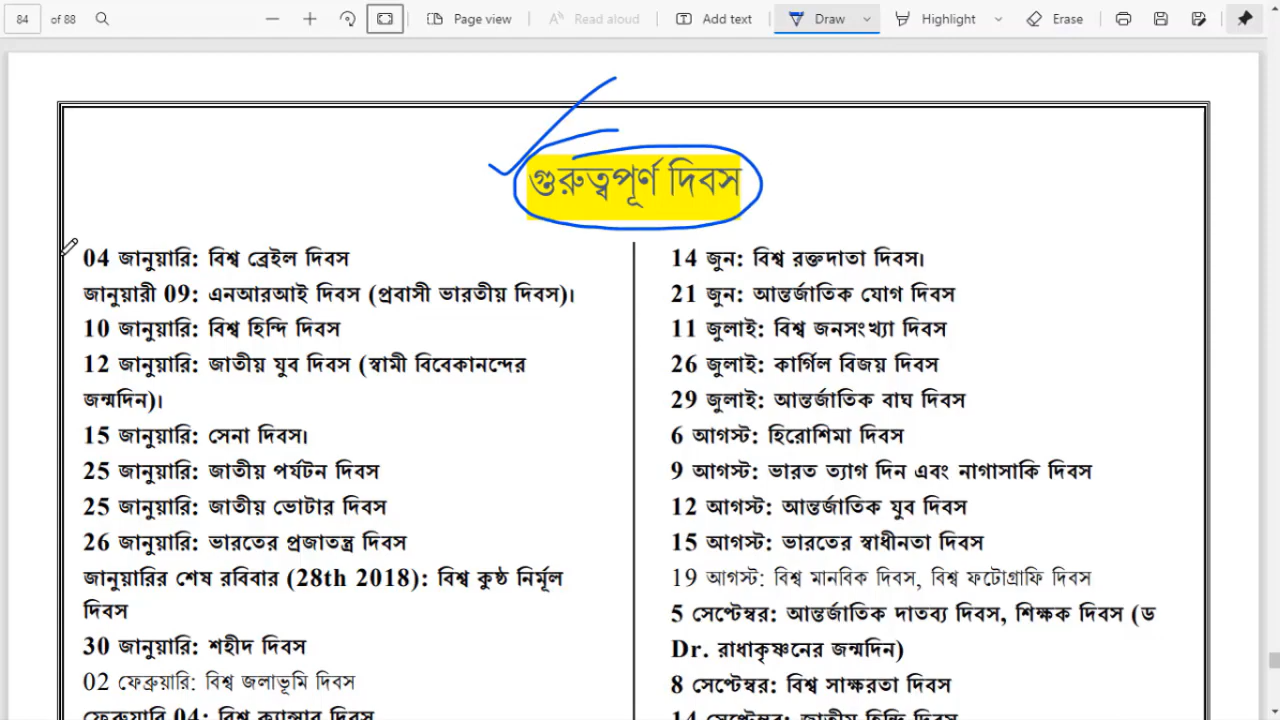 84 of 88
Page view
Read aloud
Add text
Draw
Highlight
Erase
গুরুত্বপূর্ণ দিবস
04 জানুয়ারি: বিশ্ব ব্রেইল দিবস
জানুয়ারী 09: এনআরআই দিবস (প্রবাসী ভারতীয় দিবস)।
10 জানুয়ারি: বিশ্ব হিন্দি দিবস
12 জানুয়ারি: জাতীয় যুব দিবস (স্বামী বিবেকানন্দের
জন্মদিন)।
15 জানুয়ারি: সেনা দিবস।
25 জানুয়ারি: জাতীয় পর্যটন দিবস
25 জানুয়ারি: জাতীয় ভোটার দিবস
26 জানুয়ারি: ভারতের প্রজাতন্ত্র দিবস
জানুয়ারির শেষ রবিবার (28th 2018): বিশ্ব কুষ্ঠ নির্মূল
দিবস
30 জানুয়ারি: শহীদ দিবস
02 ফেব্রুয়ারি: বিশ্ব জলাভূমি দিবস
ফেব্রুয়ারি 04: বিশ্ব ক্যান্সার দিবস
14 জুন: বিশ্ব রক্তদাতা দিবস।
21 জুন: আন্তর্জাতিক যোগ দিবস
11 জুলাই: বিশ্ব জনসংখ্যা দিবস
26 জুলাই: কার্গিল বিজয় দিবস
29 জুলাই: আন্তর্জাতিক বাঘ দিবস
6 আগস্ট: হিরোশিমা দিবস
9 আগস্ট: ভারত ত্যাগ দিন এবং নাগাসাকি দিবস
12 আগস্ট: আন্তর্জাতিক যুব দিবস
15 আগস্ট: ভারতের স্বাধীনতা দিবস
19 আগস্ট: বিশ্ব মানবিক দিবস, বিশ্ব ফটোগ্রাফি দিবস
5 সেপ্টেম্বর: আন্তর্জাতিক দাতব্য দিবস, শিক্ষক দিবস (ড
Dr. রাধাকৃষ্ণনের জন্মদিন)
8 সেপ্টেম্বর: বিশ্ব সাক্ষরতা দিবস
14 সেপ্টেম্বর: জাতীয় হিন্দি দিবস